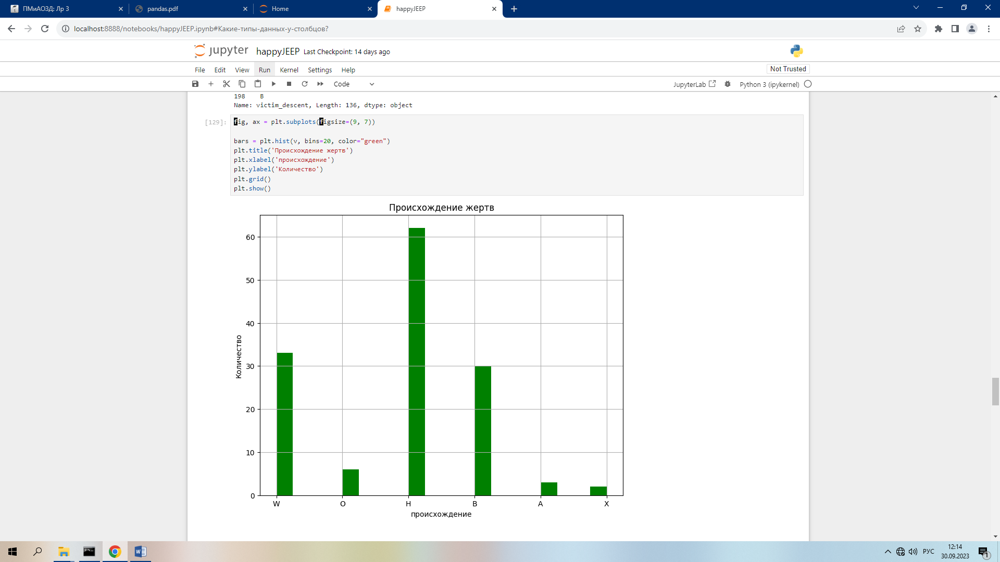 ПМиАОЗД: Лр 3
pandas.pdf
Home
happyJEEP
localhost:8888/notebooks/happyJEEP.ipynb#Какие-типы-данных-у-столбцов?
jupyter happyJEEP Last Checkpoint: 14 days ago
File Edit View Run Kernel Settings Help
Not Trusted
Code
JupyterLab
Python 3 (ipykernel)
198 B
Name: victim_descent, Length: 136, dtype: object
[129]:
fig, ax = plt.subplots(figsize=(9, 7))
bars = plt.hist(v, bins=20, color="green")
plt.title('Происхождение жертв')
plt.xlabel('происхождение')
plt.ylabel('Количество')
plt.grid()
plt.show()
Происхождение жертв
60
50
40
30
20
10
0
Количество
W O H B A X
происхождение
РУС
12:14
30.09.2023
1